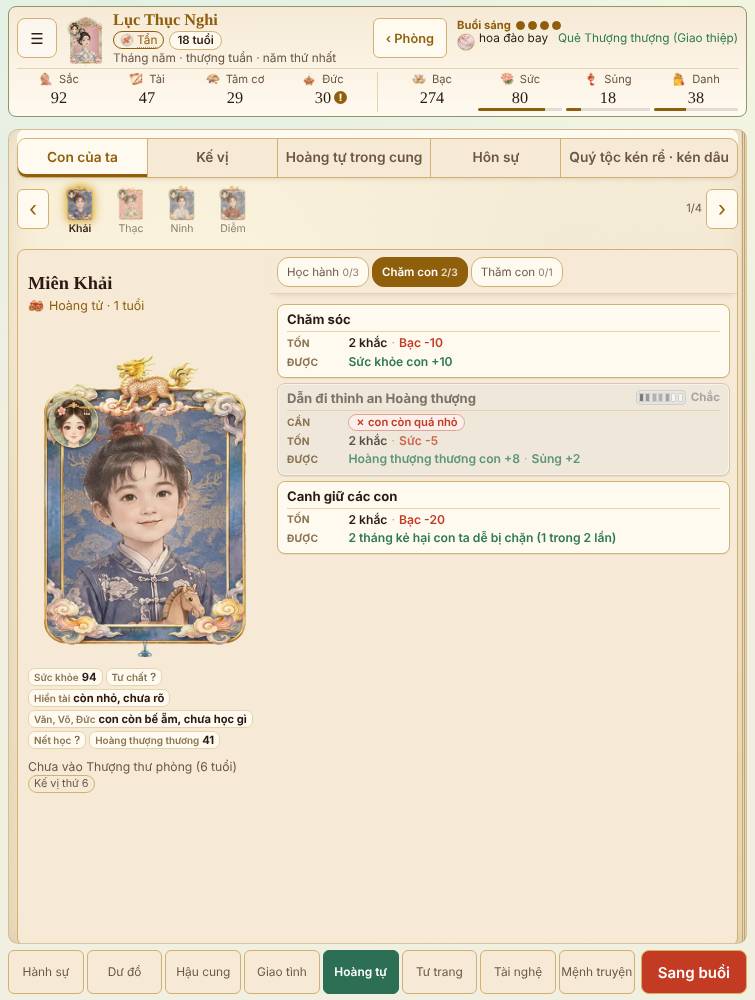 ☰
Lục Thục Nghi
Tần
18 tuổi
Tháng năm · thượng tuần · năm thứ nhất
‹ Phòng
Buổi sáng ●●●●
hoa đào bay
Quẻ Thượng thượng (Giao thiệp)
Sắc
92
Tài
47
Tâm cơ
29
Đức
30 !
Bạc
274
Sức
80
Sủng
18
Danh
38
Con của ta
Kế vị
Hoàng tự trong cung
Hôn sự
Quý tộc kén rể · kén dâu
‹
Khải
Thạc
Ninh
Diễm
1/4
›
Miên Khải
Hoàng tử · 1 tuổi
Sức khỏe 94
Tư chất ?
Hiển tài còn nhỏ, chưa rõ
Văn, Võ, Đức con còn bế ẵm, chưa học gì
Nết học ?
Hoàng thượng thương 41
Chưa vào Thượng thư phòng (6 tuổi)
Kế vị thứ 6
Học hành 0/3
Chăm con 2/3
Thăm con 0/1
Chăm sóc
TỐN 2 khắc · Bạc -10
ĐƯỢC Sức khỏe con +10
Dẫn đi thỉnh an Hoàng thượng
Chắc
CẦN × con còn quá nhỏ
TỐN 2 khắc · Sức -5
ĐƯỢC Hoàng thượng thương con +8 · Sủng +2
Canh giữ các con
TỐN 2 khắc · Bạc -20
ĐƯỢC 2 tháng kẻ hại con ta dễ bị chặn (1 trong 2 lần)
Hành sự
Dư đồ
Hậu cung
Giao tình
Hoàng tự
Tư trang
Tài nghệ
Mệnh truyện
Sang buổi